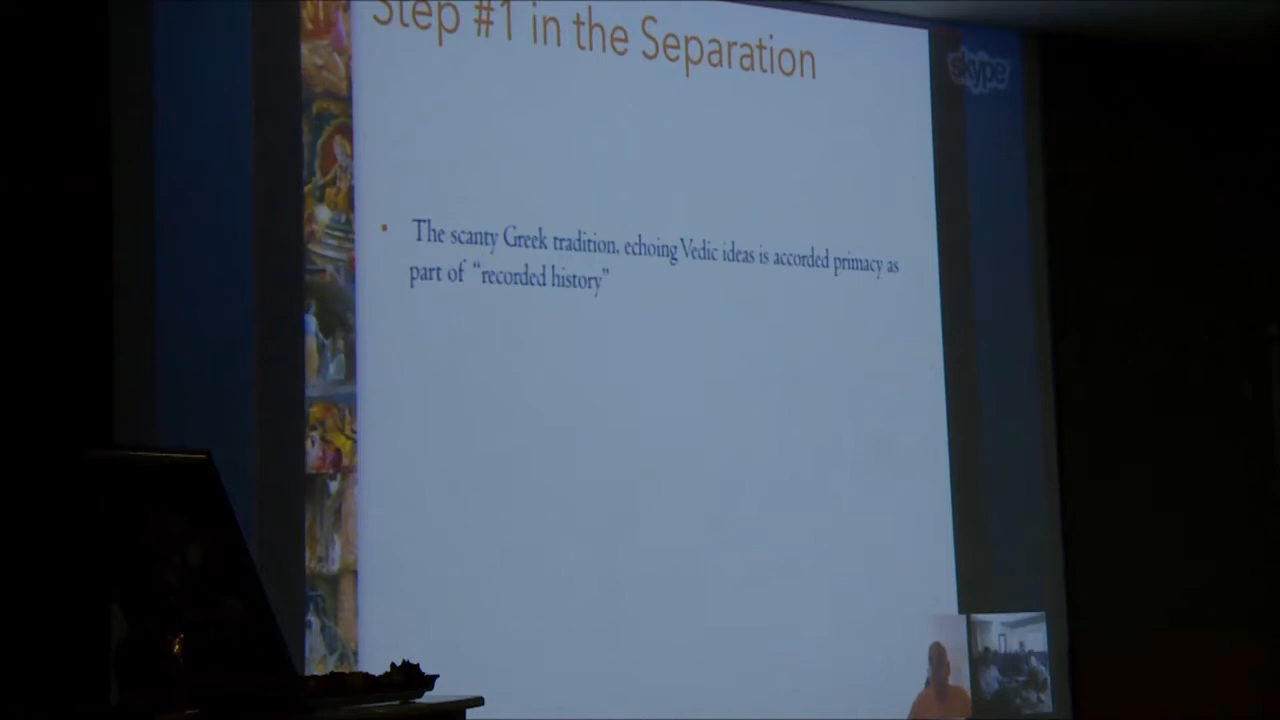 Step #1 in the Separation
skype
• The scanty Greek tradition, echoing Vedic ideas is accorded primacy as
part of “recorded history”